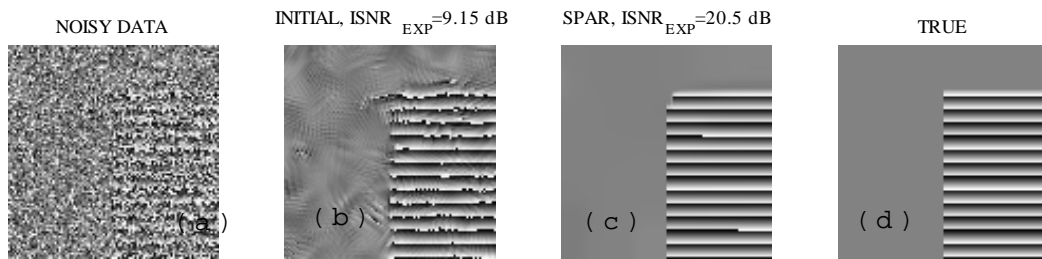 NOISY DATA
INITIAL, ISNR EXP=9.15 dB
SPAR, ISNR EXP=20.5 dB
TRUE
(a)
(b)
(c)
(d)